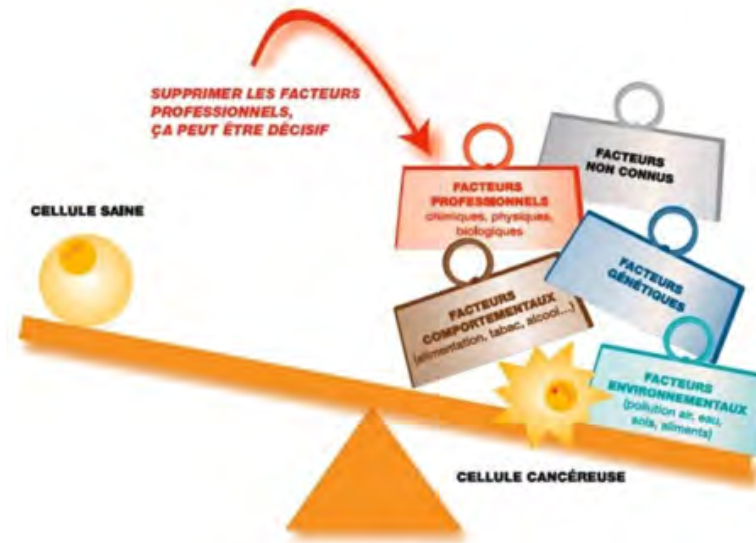 SUPPRIMER LES FACTEURS
PROFESSIONNELS,
ÇA PEUT ÊTRE DÉCISIF
FACTEURS
NON CONNUS
FACTEURS
PROFESSIONNELS
chimiques, physiques,
biologiques
CELLULE SAINE
FACTEURS
GÉNÉTIQUES
FACTEURS
COMPORTEMENTAUX
(alimentation, tabac, alcool...)
FACTEURS
ENVIRONNEMENTAUX
(pollution air, eau,
sols, aliments)
CELLULE CANCÉREUSE